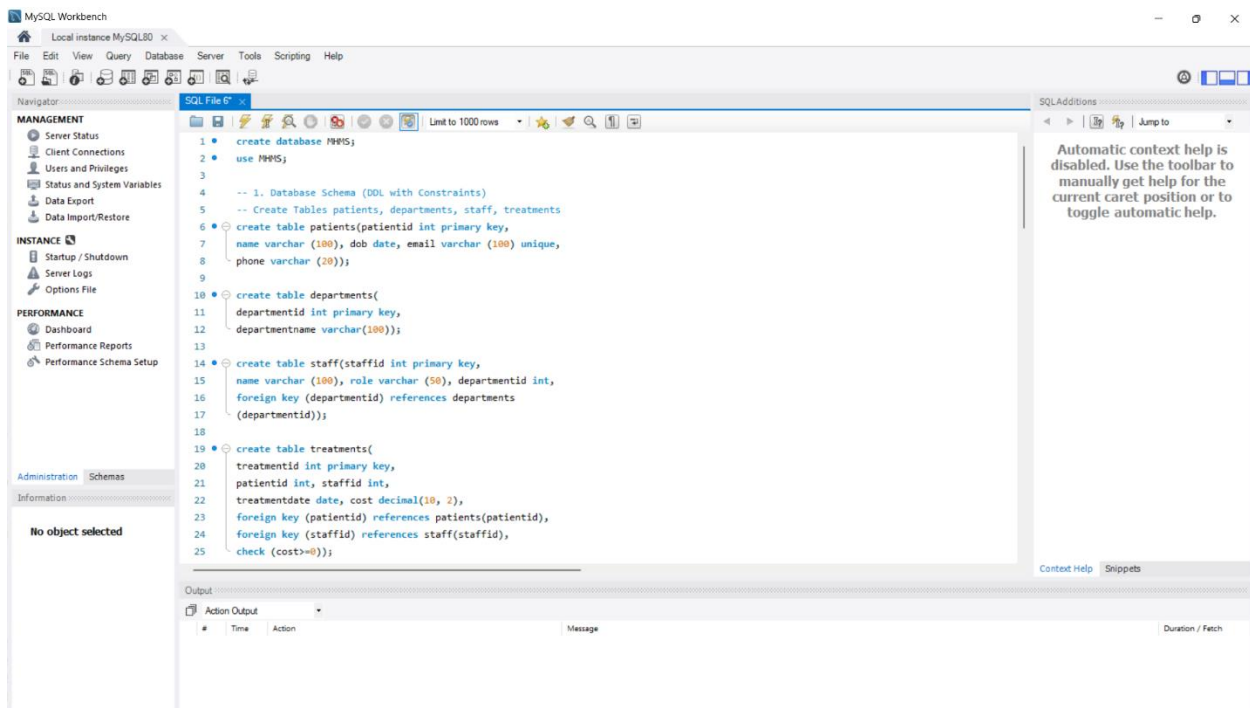 MySQL Workbench
Local instance MySQL80
File Edit View Query Database Server Tools Scripting Help
Navigator
MANAGEMENT
Server Status
Client Connections
Users and Privileges
Status and System Variables
Data Export
Data Import/Restore
INSTANCE
Startup / Shutdown
Server Logs
Options File
PERFORMANCE
Dashboard
Performance Reports
Performance Schema Setup
Administration Schemas
Information
No object selected
SQL File 6*
Limit to 1000 rows
1 create database MHMS;
2 use MHMS;
3
4 -- 1. Database Schema (DDL with Constraints)
5 -- Create Tables patients, departments, staff, treatments
6 create table patients(patientid int primary key,
7 name varchar (100), dob date, email varchar (100) unique,
8 phone varchar (20));
9
10 create table departments(
11 departmentid int primary key,
12 departmentname varchar(100));
13
14 create table staff(staffid int primary key,
15 name varchar (100), role varchar (50), departmentid int,
16 foreign key (departmentid) references departments
17 (departmentid));
18
19 create table treatments(
20 treatmentid int primary key,
21 patientid int, staffid int,
22 treatmentdate date, cost decimal(10, 2),
23 foreign key (patientid) references patients(patientid),
24 foreign key (staffid) references staff(staffid),
25 check (cost>=0));
SQLAdditions
Jump to
Automatic context help is
disabled. Use the toolbar to
manually get help for the
current caret position or to
toggle automatic help.
Context Help Snippets
Output
Action Output
# Time Action Message Duration / Fetch